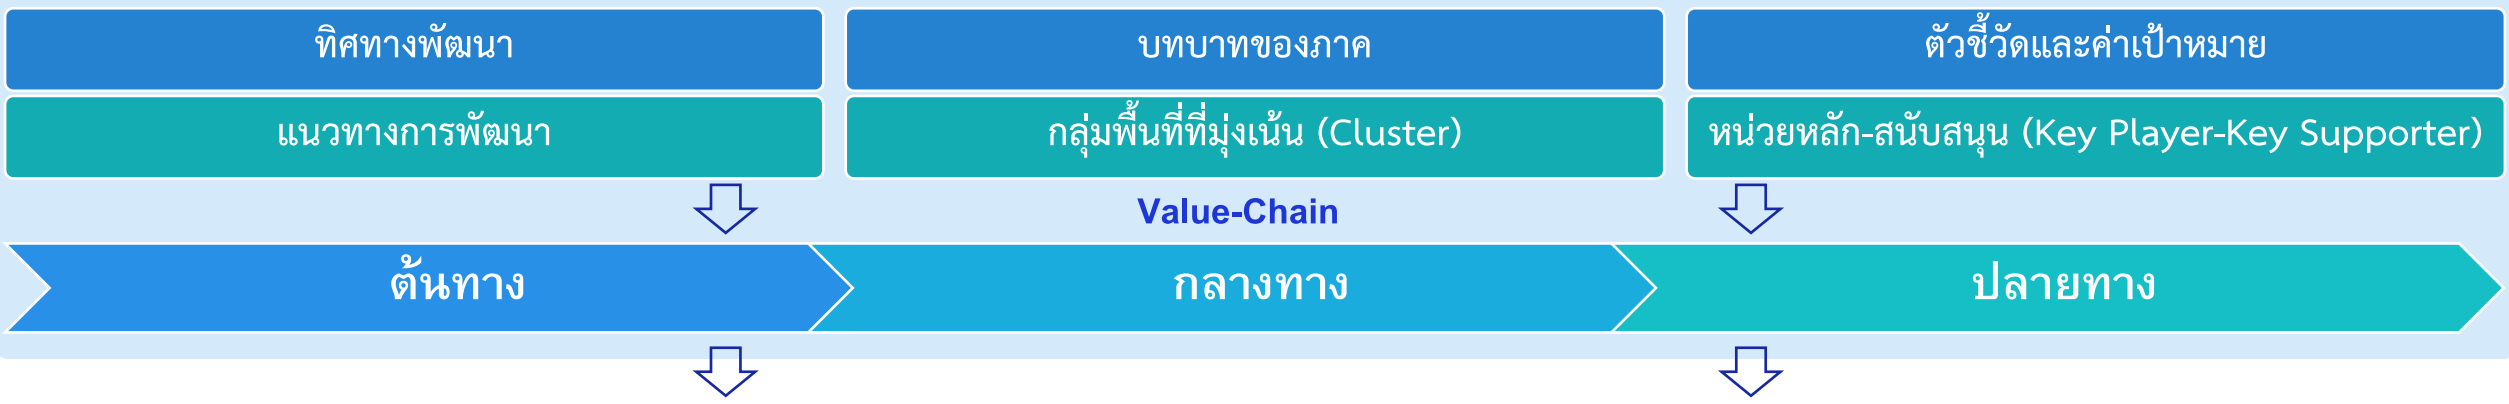 ทิศทางพัฒนา
บทบาทของภาค
ตัวชี้วัดและค่าเป้าหมาย
แนวทางการพัฒนา
กลุ่มพื้นที่มุ่งเน้น (Cluster)
หน่วยหลัก-สนับสนุน (Key Player-Key Supporter)
Value-Chain
ต้นทาง
กลางทาง
ปลายทาง